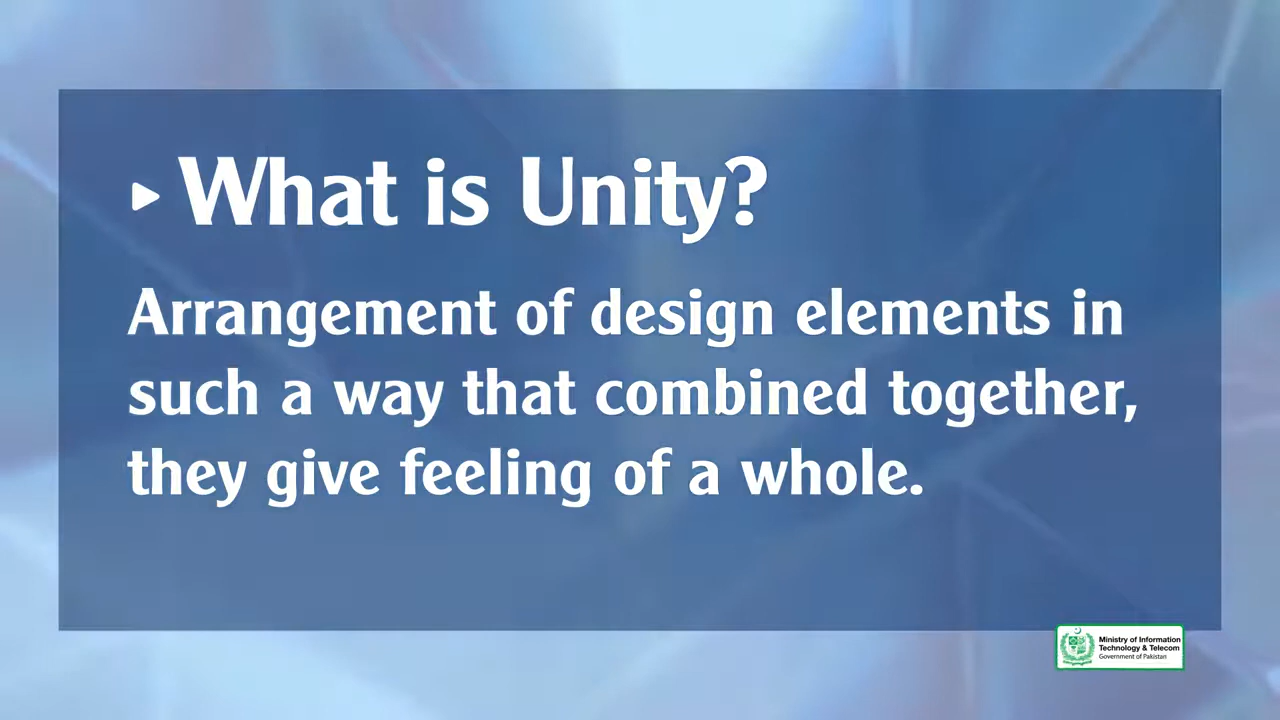 What is Unity?
Arrangement of design elements in
such a way that combined together,
they give feeling of a whole.
Ministry of Information
Technology & Telecom
Government of Pakistan